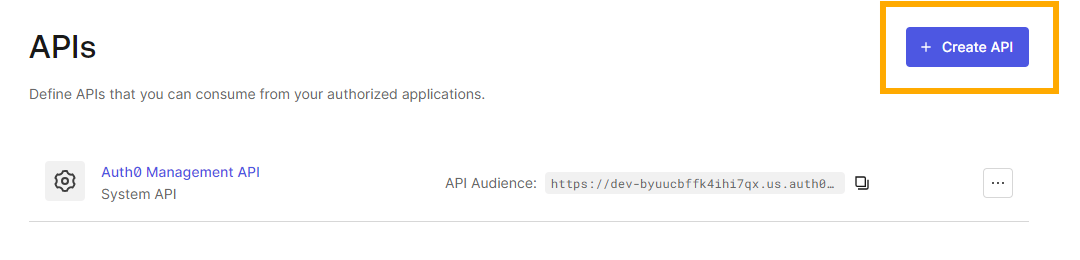 APIs
+ Create API
Define APIs that you can consume from your authorized applications.
Auth0 Management API
System API
API Audience: https://dev-byuucbffk4ihi7qx.us.auth0…